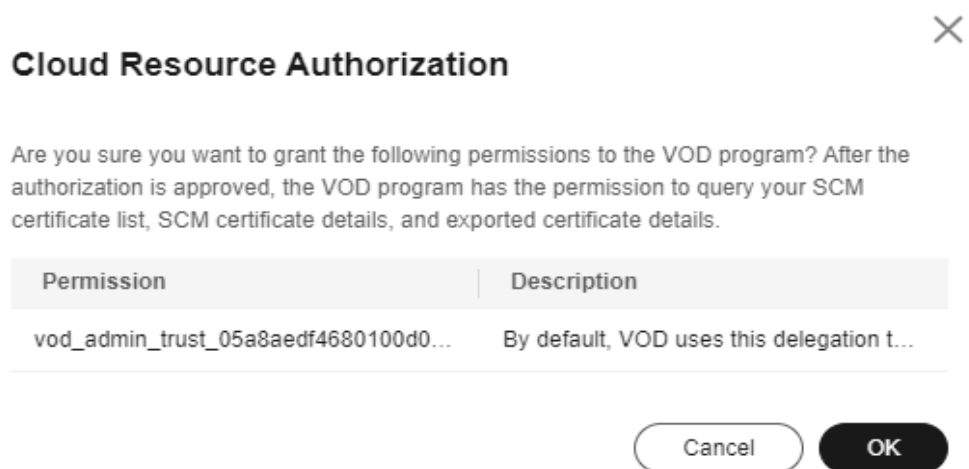 Cloud Resource Authorization
Are you sure you want to grant the following permissions to the VOD program? After the
authorization is approved, the VOD program has the permission to query your SCM
certificate list, SCM certificate details, and exported certificate details.
Permission Description
vod_admin_trust_05a8aedf4680100d0... By default, VOD uses this delegation t...
Cancel OK